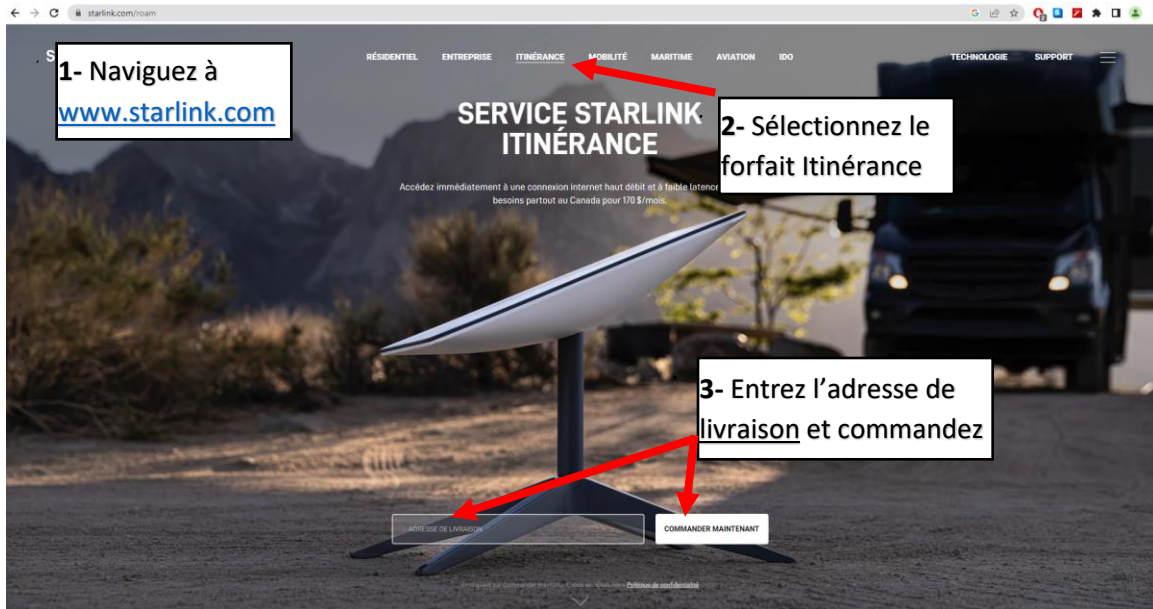 starlink.com/roam
RÉSIDENTIEL ENTREPRISE ITINÉRANCE MOBILITÉ MARITIME AVIATION IDO TECHNOLOGIE SUPPORT
1- Naviguez à
www.starlink.com
SERVICE STARLINK
ITINÉRANCE
2- Sélectionnez le
forfait Itinérance
Accédez immédiatement à une connexion internet haut débit et à faible latence
besoins partout au Canada pour 170 $/mois.
3- Entrez l’adresse de
livraison et commandez
ADRESSE DE LIVRAISON
COMMANDER MAINTENANT
Politique de confidentialité